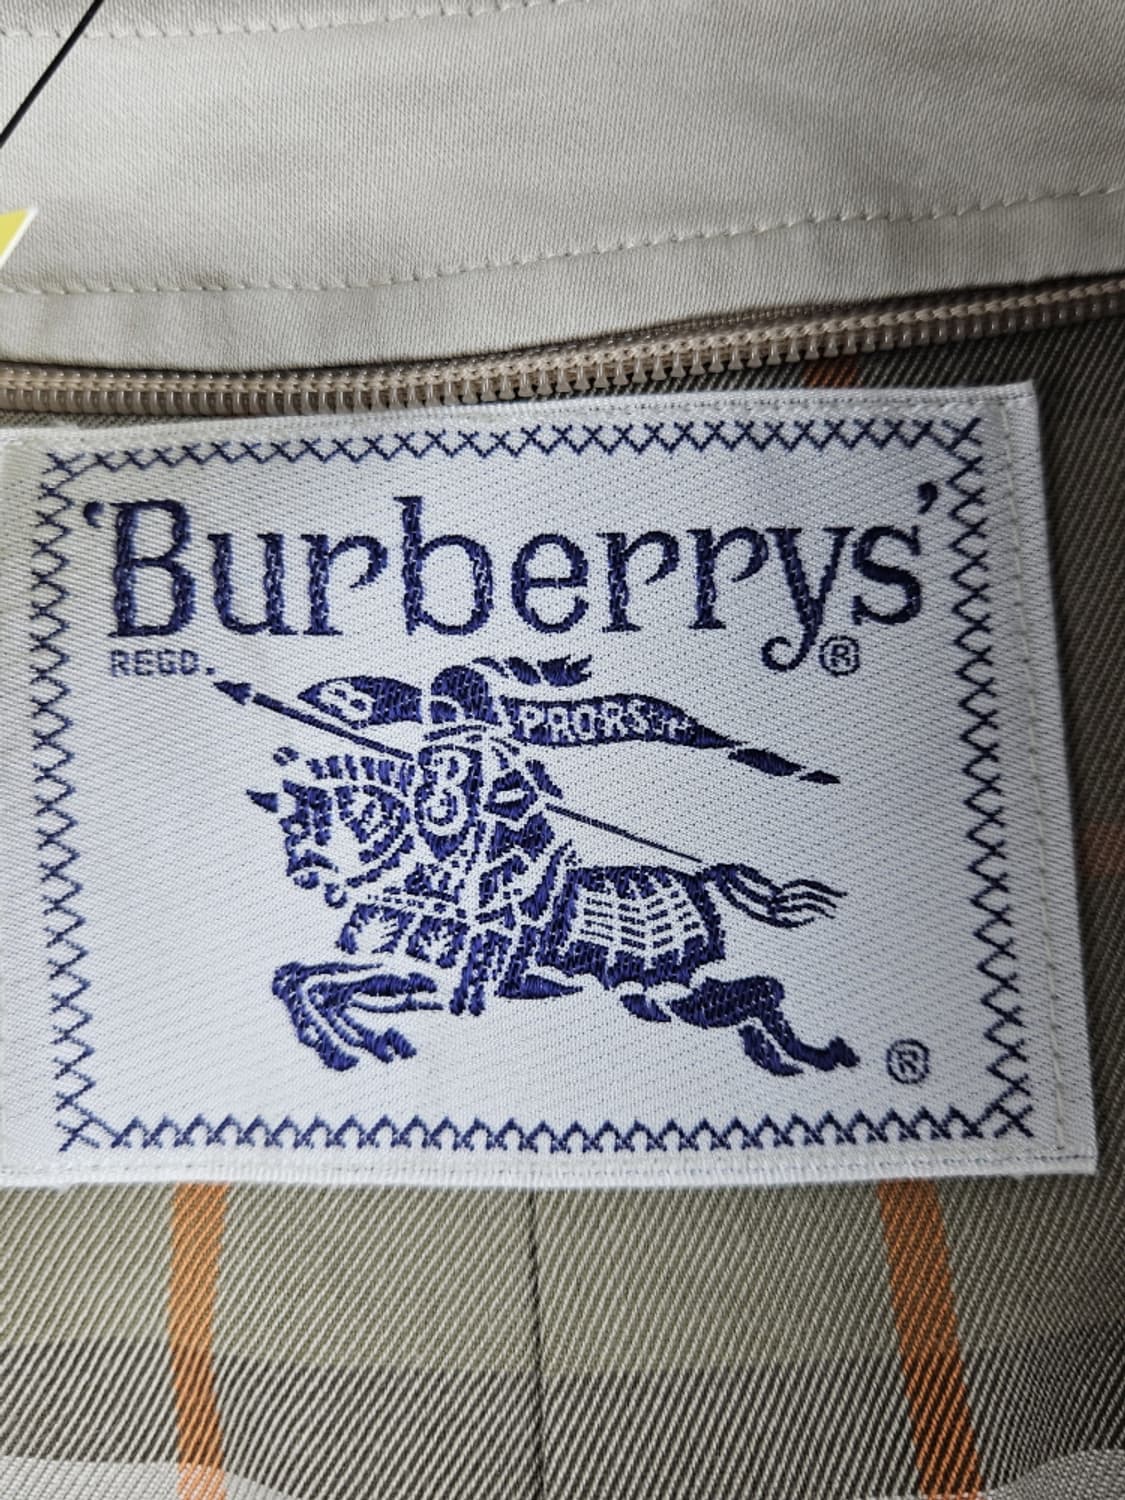 'Burberrys'
REGD. ®
B PRORSUM
B
®